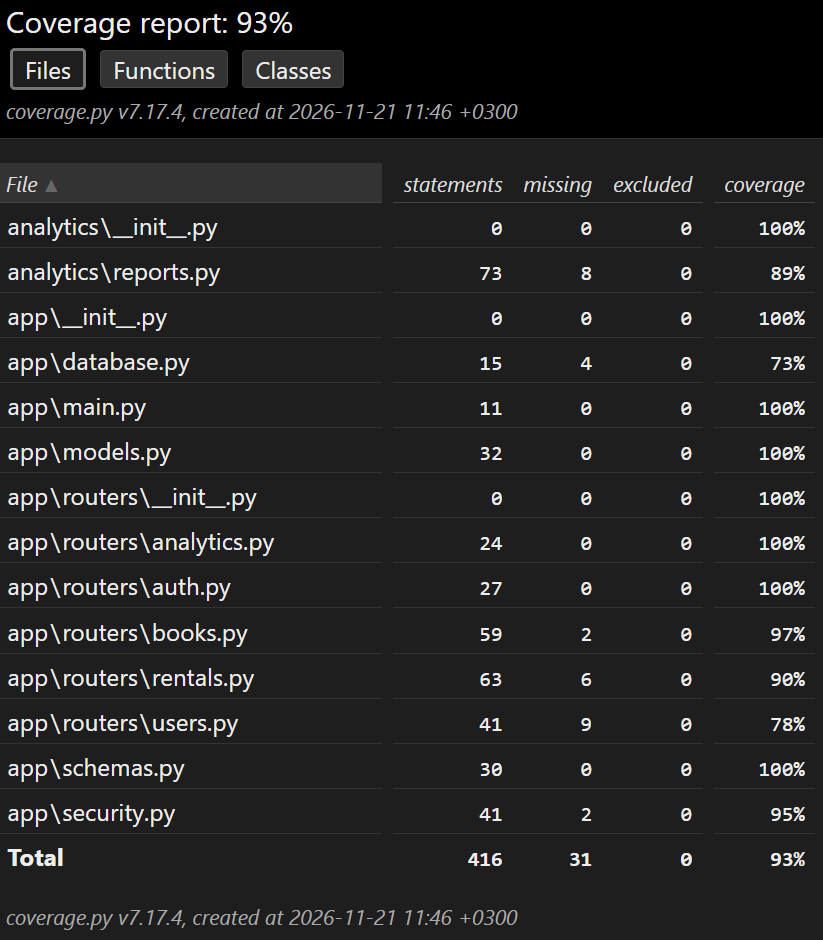 Coverage report: 93%
Files Functions Classes
coverage.py v7.17.4, created at 2026-11-21 11:46 +0300
File ▲ statements missing excluded coverage
analytics\__init__.py 0 0 0 100%
analytics\reports.py 73 8 0 89%
app\__init__.py 0 0 0 100%
app\database.py 15 4 0 73%
app\main.py 11 0 0 100%
app\models.py 32 0 0 100%
app\routers\__init__.py 0 0 0 100%
app\routers\analytics.py 24 0 0 100%
app\routers\auth.py 27 0 0 100%
app\routers\books.py 59 2 0 97%
app\routers\rentals.py 63 6 0 90%
app\routers\users.py 41 9 0 78%
app\schemas.py 30 0 0 100%
app\security.py 41 2 0 95%
Total 416 31 0 93%
coverage.py v7.17.4, created at 2026-11-21 11:46 +0300